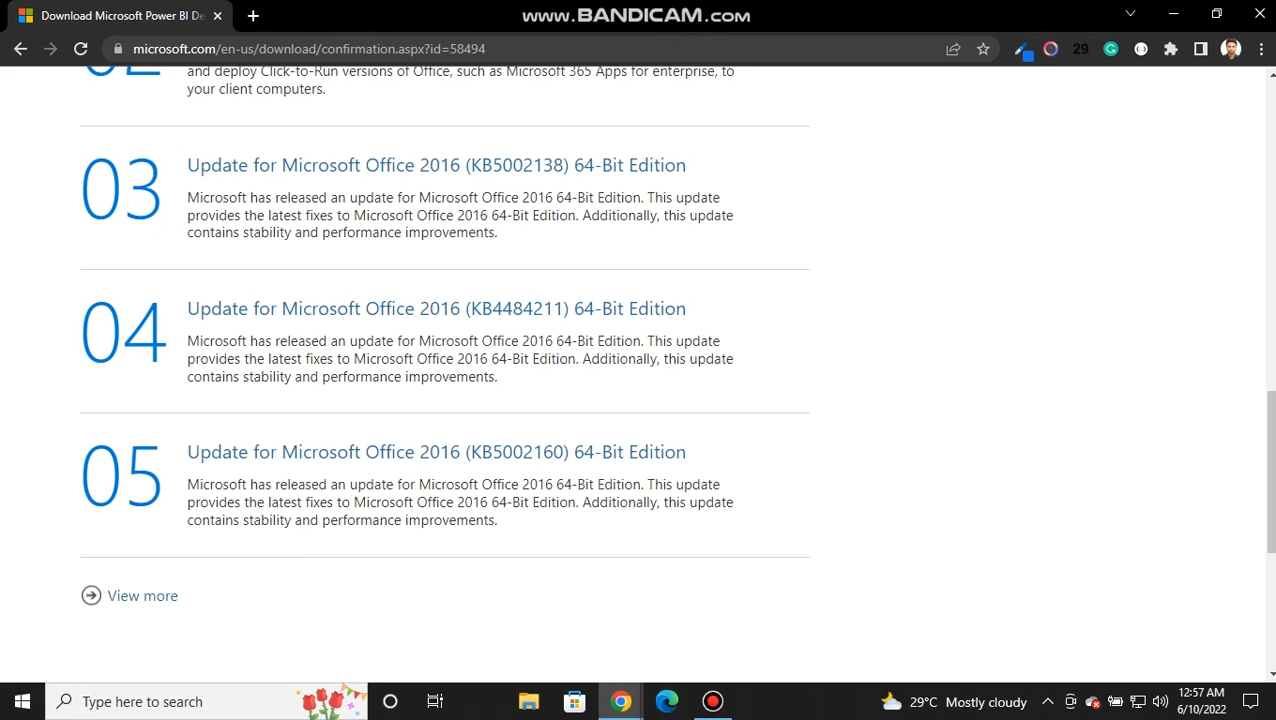 Download Microsoft Power BI De
www.BANDICAM.com
microsoft.com/en-us/download/confirmation.aspx?id=58494
29
and deploy Click-to-Run versions of Office, such as Microsoft 365 Apps for enterprise, to
your client computers.
03
Update for Microsoft Office 2016 (KB5002138) 64-Bit Edition
Microsoft has released an update for Microsoft Office 2016 64-Bit Edition. This update
provides the latest fixes to Microsoft Office 2016 64-Bit Edition. Additionally, this update
contains stability and performance improvements.
04
Update for Microsoft Office 2016 (KB4484211) 64-Bit Edition
Microsoft has released an update for Microsoft Office 2016 64-Bit Edition. This update
provides the latest fixes to Microsoft Office 2016 64-Bit Edition. Additionally, this update
contains stability and performance improvements.
05
Update for Microsoft Office 2016 (KB5002160) 64-Bit Edition
Microsoft has released an update for Microsoft Office 2016 64-Bit Edition. This update
provides the latest fixes to Microsoft Office 2016 64-Bit Edition. Additionally, this update
contains stability and performance improvements.
View more
Type here to search
29°C Mostly cloudy
12:57 AM
6/10/2022